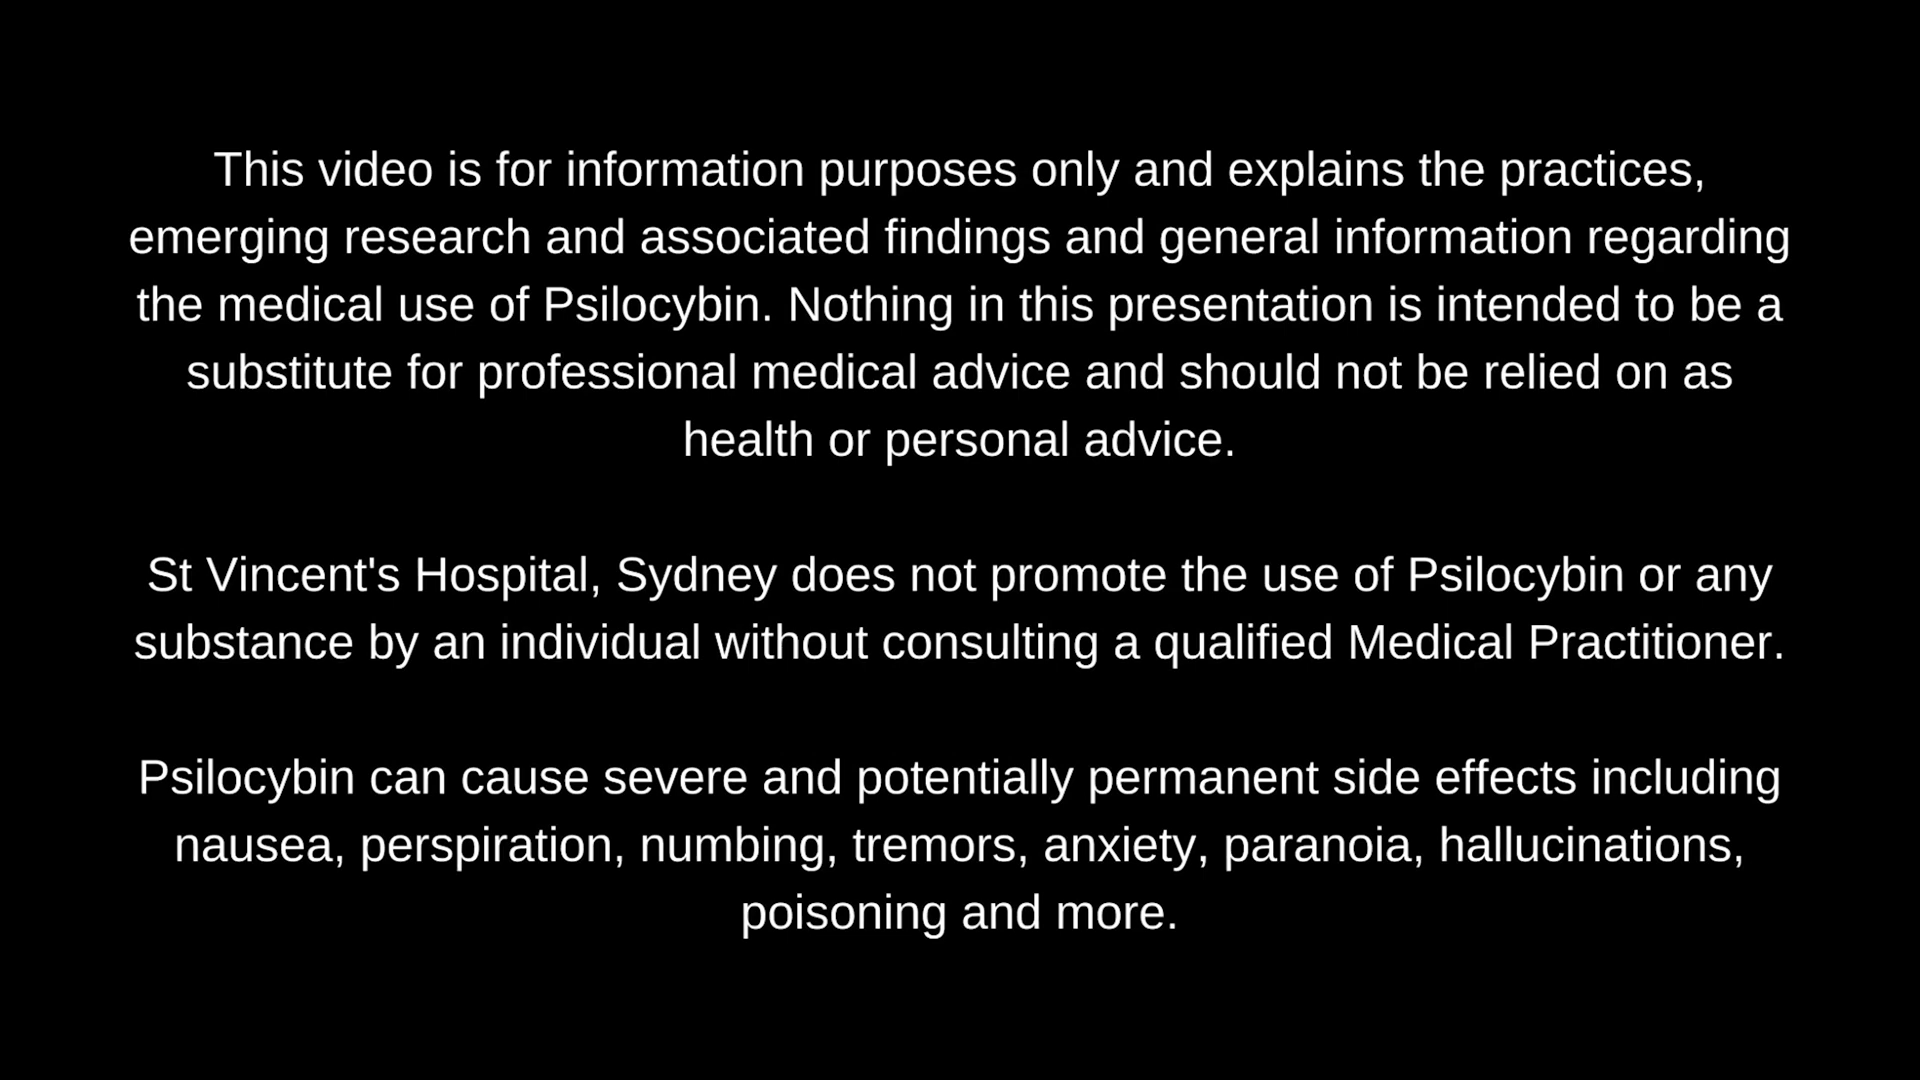 This video is for information purposes only and explains the practices,
emerging research and associated findings and general information regarding
the medical use of Psilocybin. Nothing in this presentation is intended to be a
substitute for professional medical advice and should not be relied on as
health or personal advice.
St Vincent's Hospital, Sydney does not promote the use of Psilocybin or any
substance by an individual without consulting a qualified Medical Practitioner.
Psilocybin can cause severe and potentially permanent side effects including
nausea, perspiration, numbing, tremors, anxiety, paranoia, hallucinations,
poisoning and more.